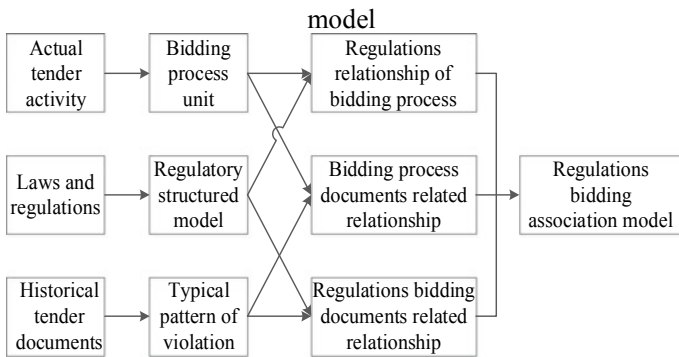 model
Actual
tender
activity
Bidding
process
unit
Regulations
relationship of
bidding process
Laws and
regulations
Regulatory
structured
model
Bidding process
documents related
relationship
Regulations
bidding
association model
Historical
tender
documents
Typical
pattern of
violation
Regulations bidding
documents related
relationship